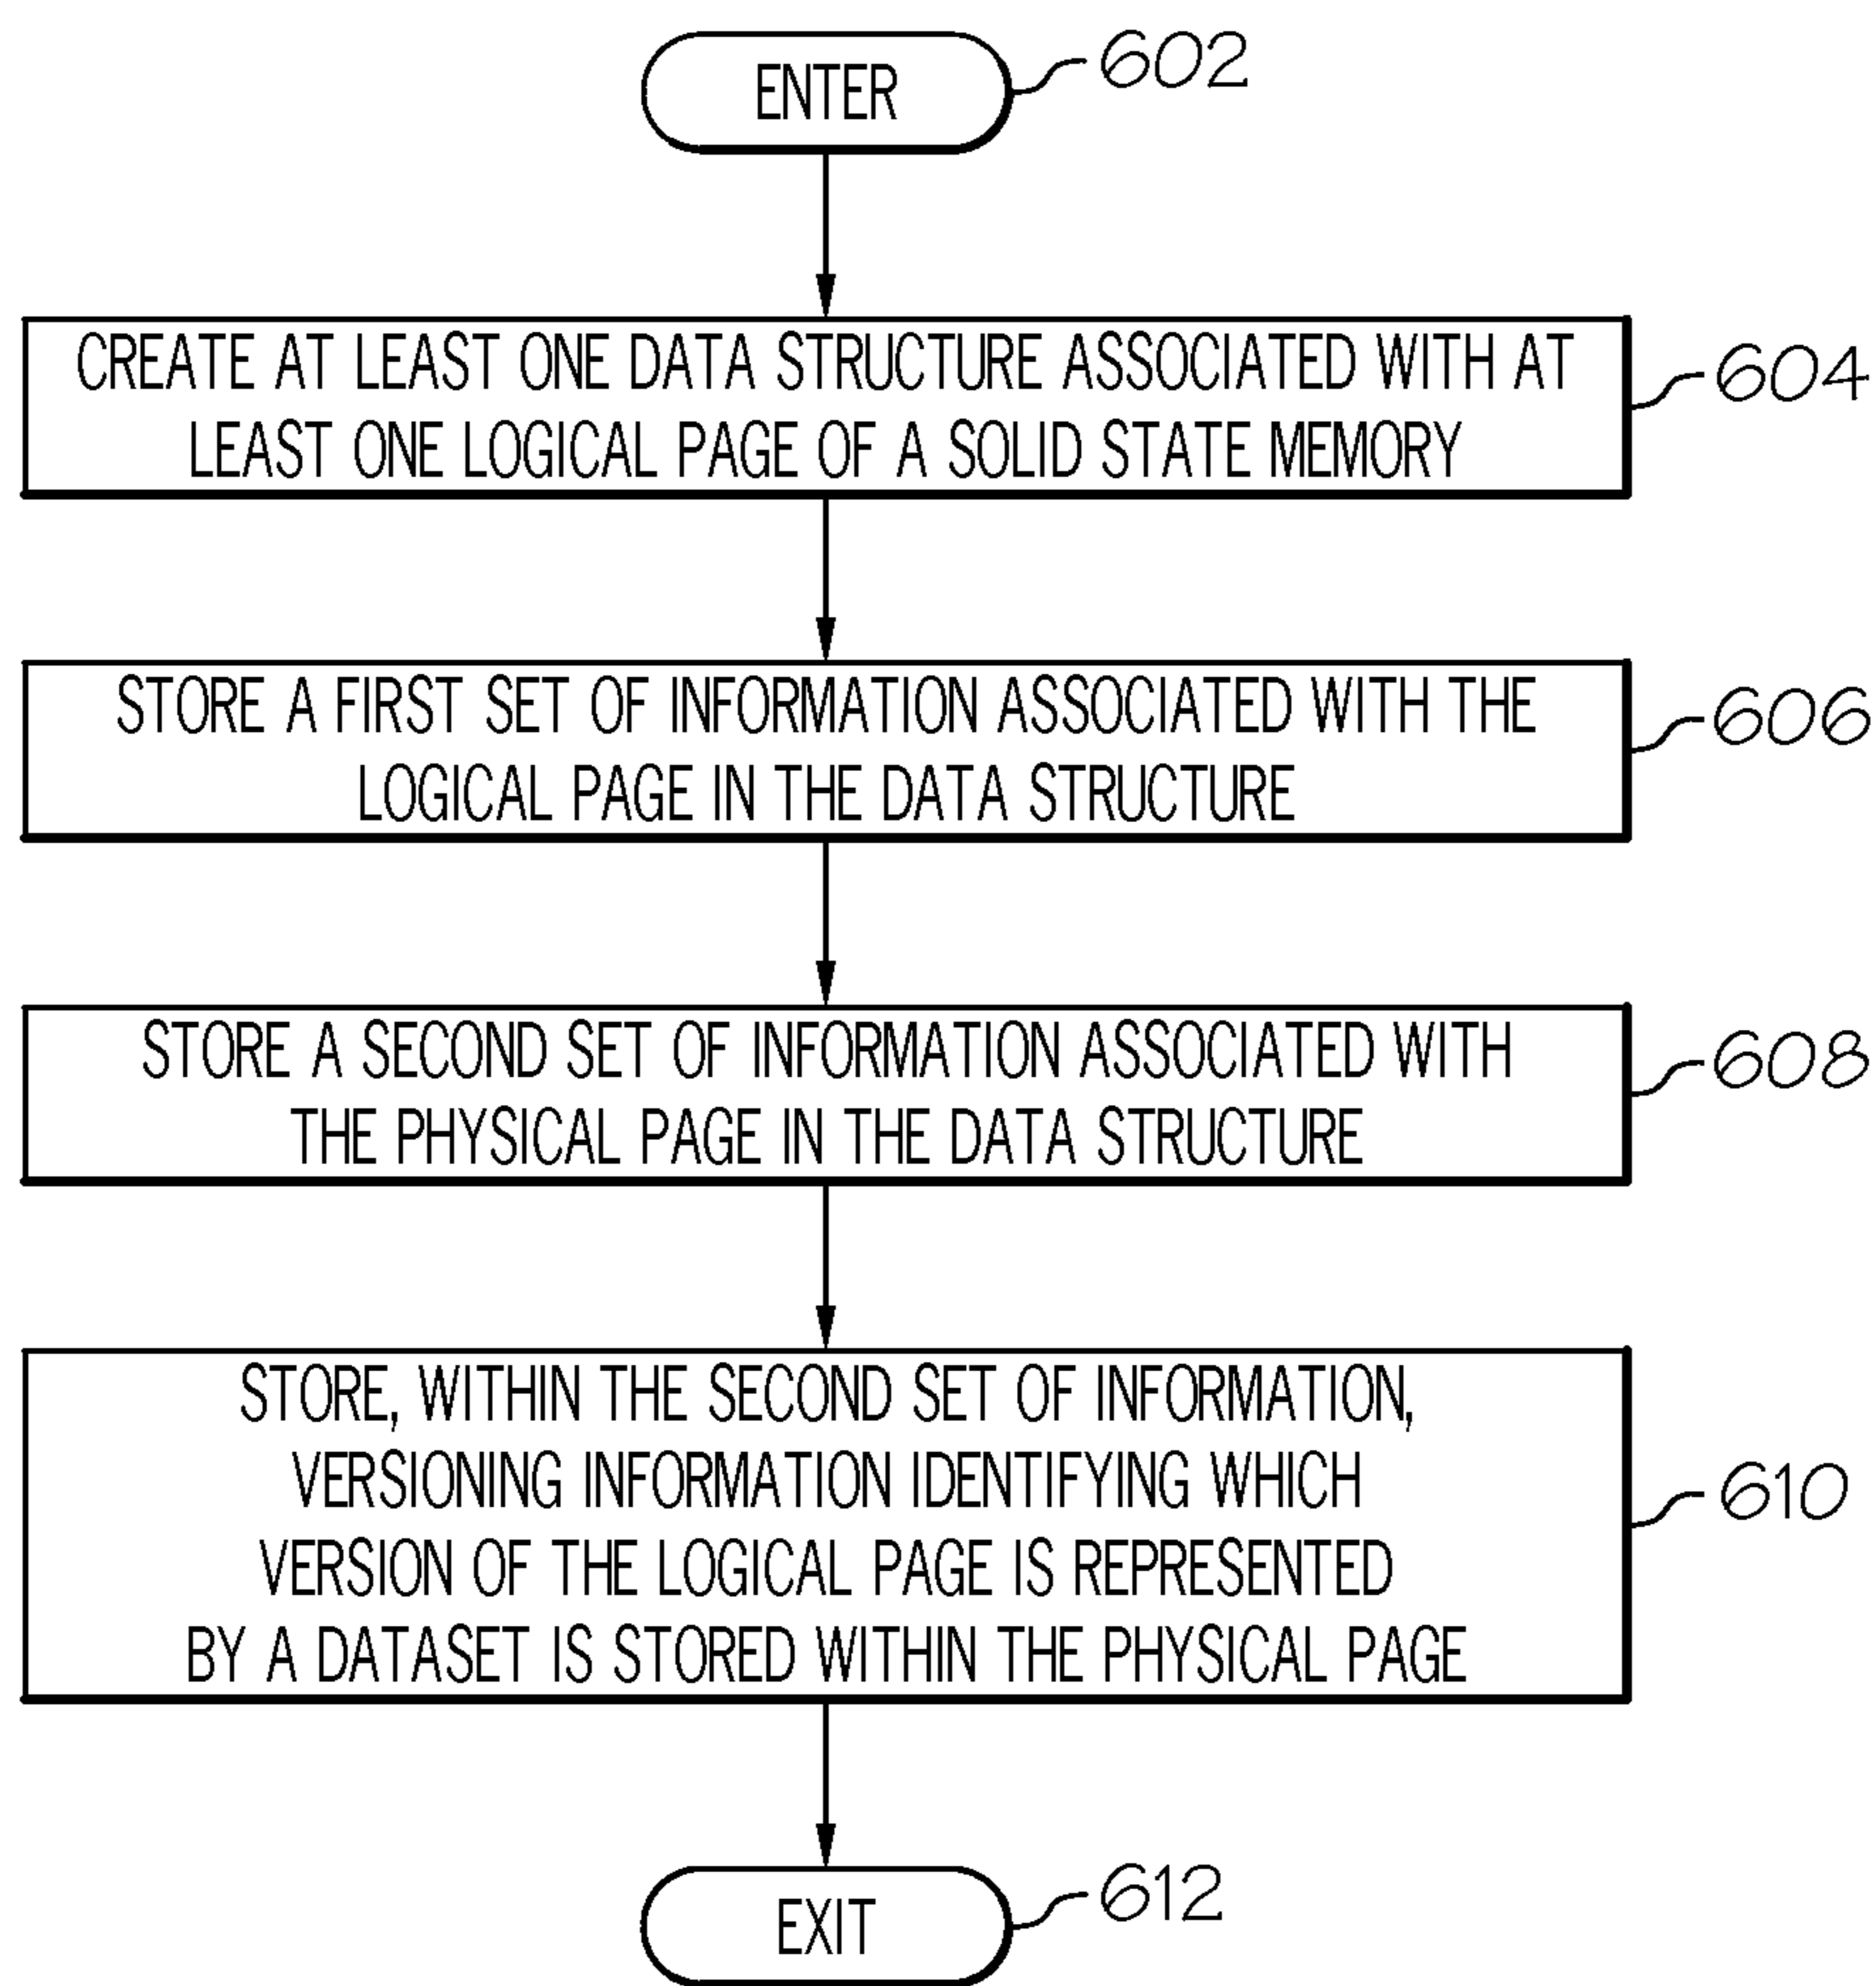 ENTER
602
CREATE AT LEAST ONE DATA STRUCTURE ASSOCIATED WITH AT
LEAST ONE LOGICAL PAGE OF A SOLID STATE MEMORY
604
STORE A FIRST SET OF INFORMATION ASSOCIATED WITH THE
LOGICAL PAGE IN THE DATA STRUCTURE
606
STORE A SECOND SET OF INFORMATION ASSOCIATED WITH
THE PHYSICAL PAGE IN THE DATA STRUCTURE
608
STORE, WITHIN THE SECOND SET OF INFORMATION,
VERSIONING INFORMATION IDENTIFYING WHICH
VERSION OF THE LOGICAL PAGE IS REPRESENTED
BY A DATASET IS STORED WITHIN THE PHYSICAL PAGE
610
EXIT
612